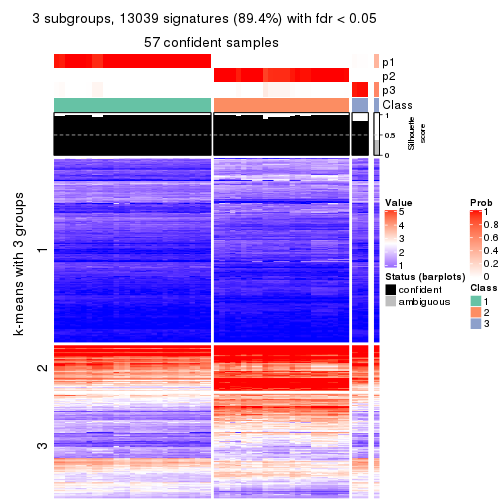 3 subgroups, 13039 signatures (89.4%) with fdr < 0.05
57 confident samples
p1
p2
p3
Class
1
0.5
0
Silhouette
score
k-means with 3 groups
1
2
3
Value
5
4
3
2
1
Status (barplots)
confident
ambiguous
Prob
1
0.8
0.6
0.4
0.2
0
Class
1
2
3